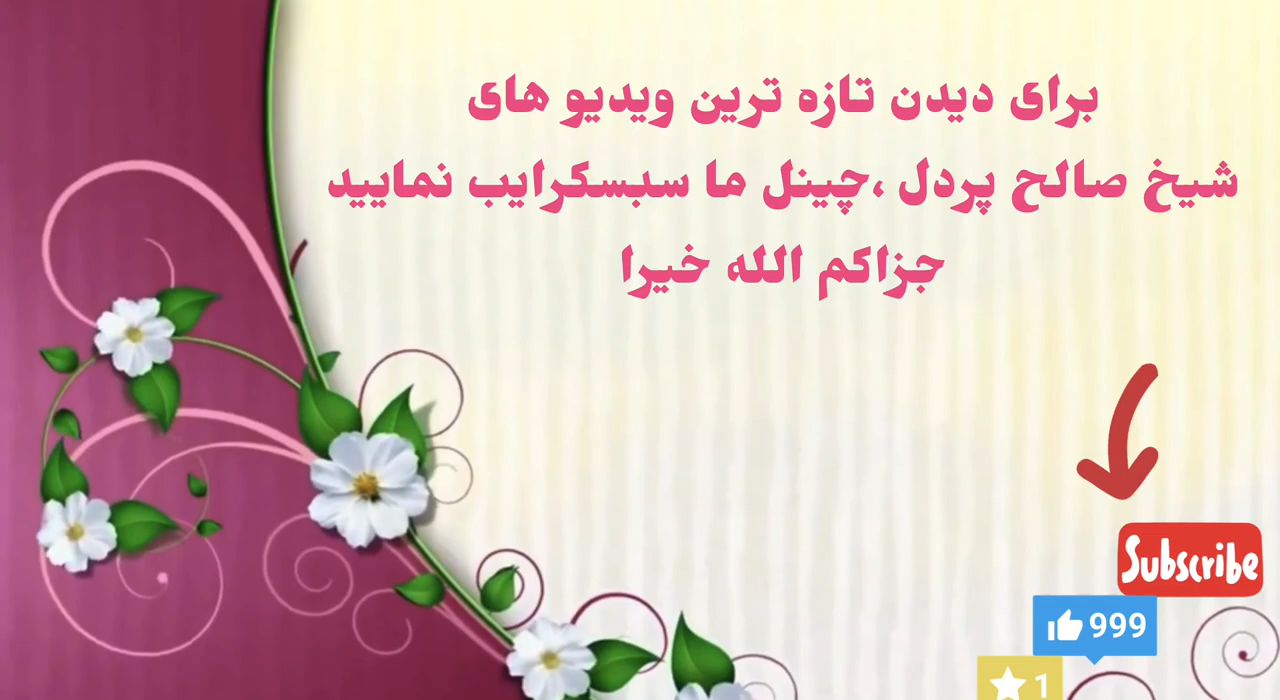 برای دیدن تازه ترین ویدیو های
شیخ صالح پردل ،چینل ما سبسکرایب نمایید
جزاکم الله خیرا
Subscribe
999
1